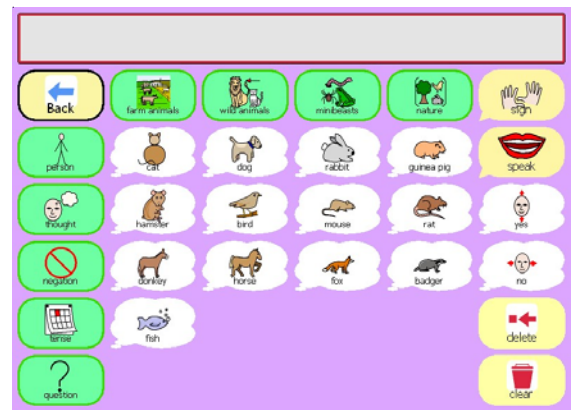 Back
farm animals
wild animals
minibeasts
nature
sign
person
cat
dog
rabbit
guinea pig
speak
thought
hamster
bird
mouse
rat
yes
negation
donkey
horse
fox
badger
no
tense
fish
delete
question
clear